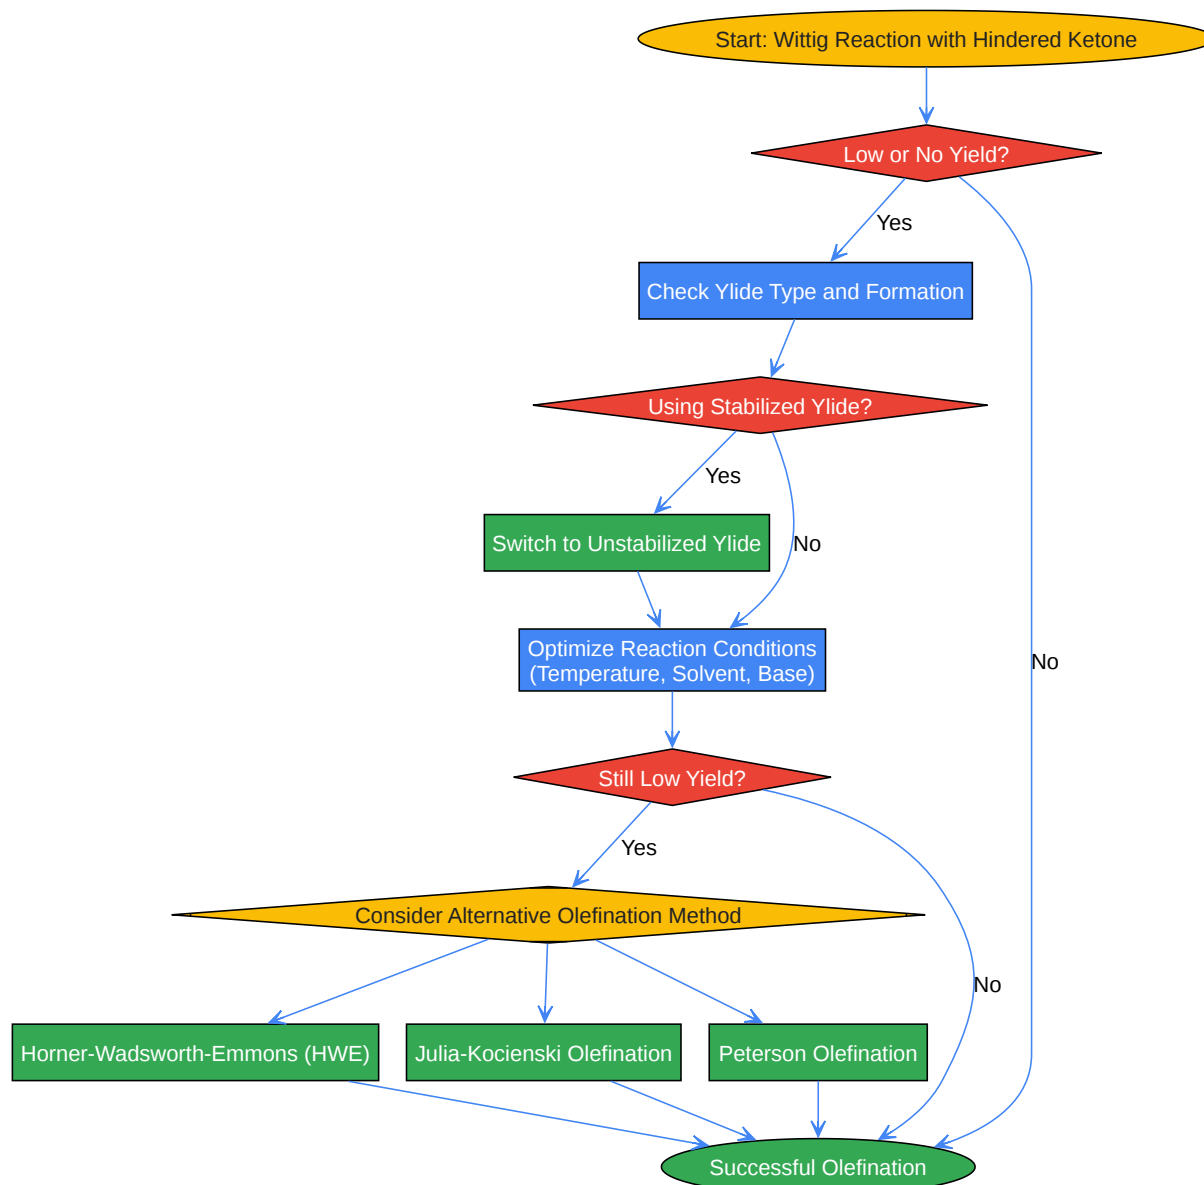 Start: Wittig Reaction with Hindered Ketone
Low or No Yield?
Yes
Check Ylide Type and Formation
Using Stabilized Ylide?
Yes
Switch to Unstabilized Ylide
No
Optimize Reaction Conditions
(Temperature, Solvent, Base)
No
Still Low Yield?
Yes
Consider Alternative Olefination Method
No
Horner-Wadsworth-Emmons (HWE)
Julia-Kocienski Olefination
Peterson Olefination
Successful Olefination